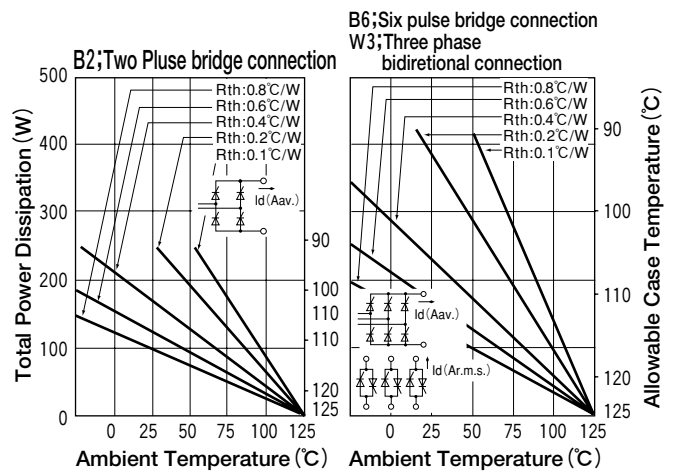 B2;Two Pluse bridge connection
B6;Six pulse bridge connection
W3;Three phase
bidiretional connection
Total Power Dissipation (W)
500
400
300
200
100
0
Rth:0.8℃/W
Rth:0.6℃/W
Rth:0.4℃/W
Rth:0.2℃/W
Rth:0.1℃/W
Id(Aav.)
90
100
110
110
120
125
0 25 50 75 100 125
Ambient Temperature (℃)
Rth:0.8℃/W
Rth:0.6℃/W
Rth:0.4℃/W
Rth:0.2℃/W
Rth:0.1℃/W
Id(Aav.)
Id(Ar.m.s.)
90
100
110
120
125
Allowable Case Temperature (℃)
0 25 50 75 100 125
Ambient Temperature (℃)